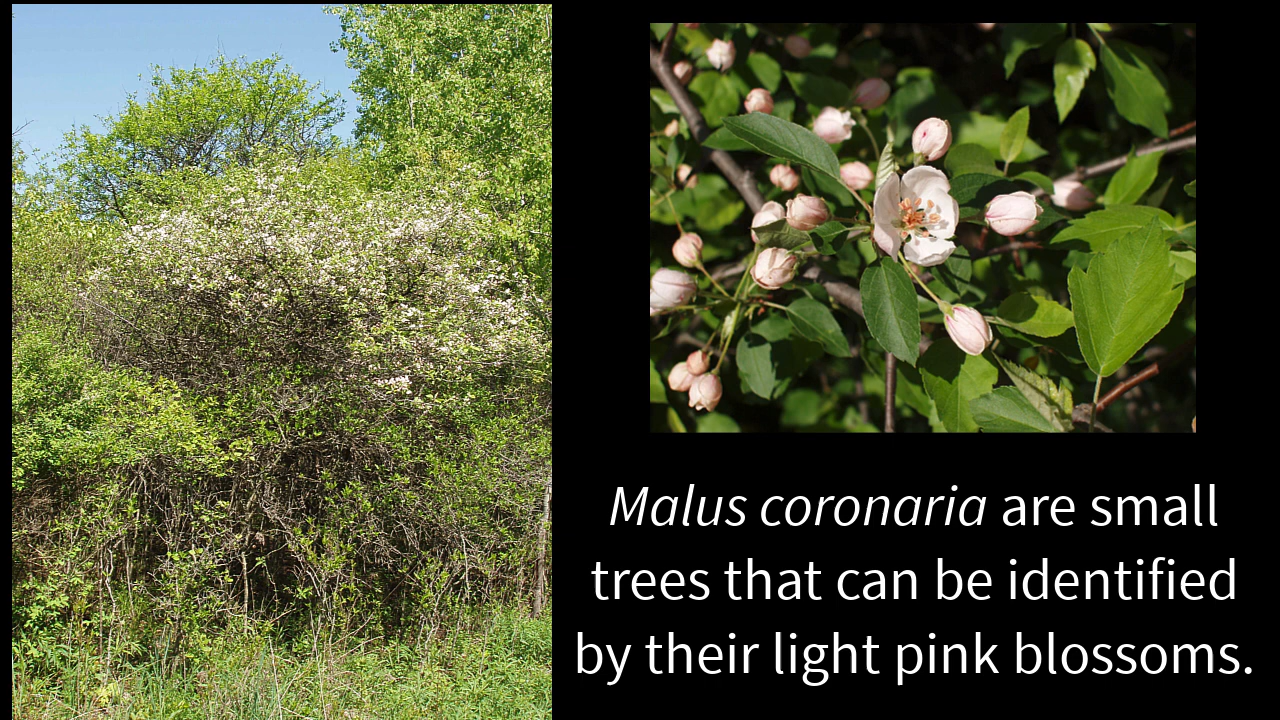 Malus coronaria are small
trees that can be identified
by their light pink blossoms.